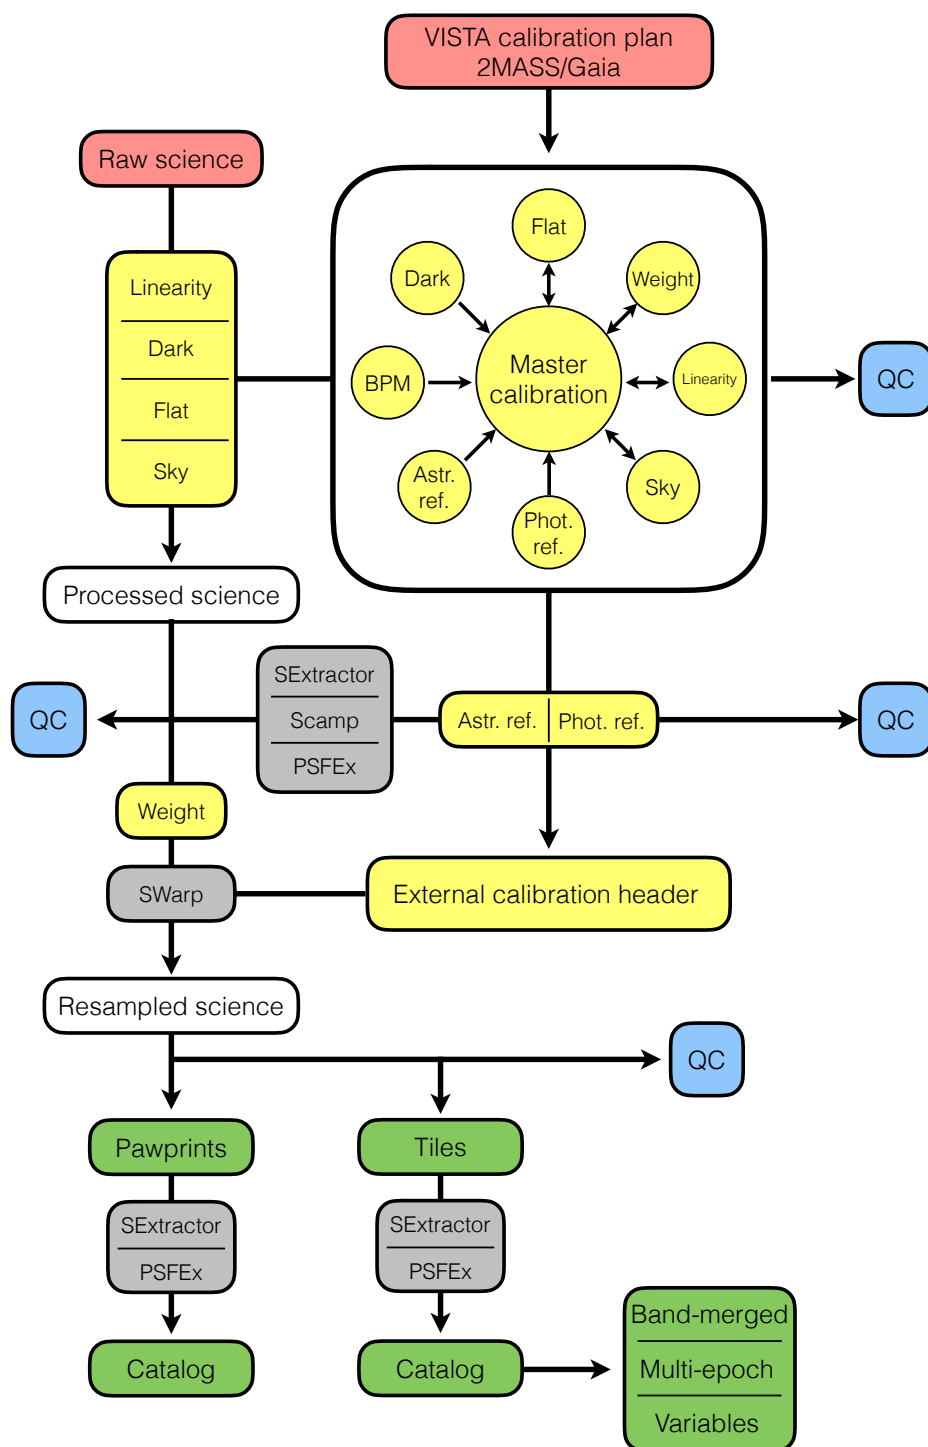 VISTA calibration plan
2MASS/Gaia
Raw science
Flat
Dark
Weight
Linearity
Dark
Flat
Sky
BPM
Master
calibration
Linearity
QC
Astr.
ref.
Phot.
ref.
Sky
Processed science
QC
SExtractor
Scamp
PSFEx
Astr. ref.
Phot. ref.
QC
Weight
SWarp
External calibration header
Resampled science
QC
Pawprints
Tiles
SExtractor
PSFEx
SExtractor
PSFEx
Catalog
Catalog
Band-merged
Multi-epoch
Variables